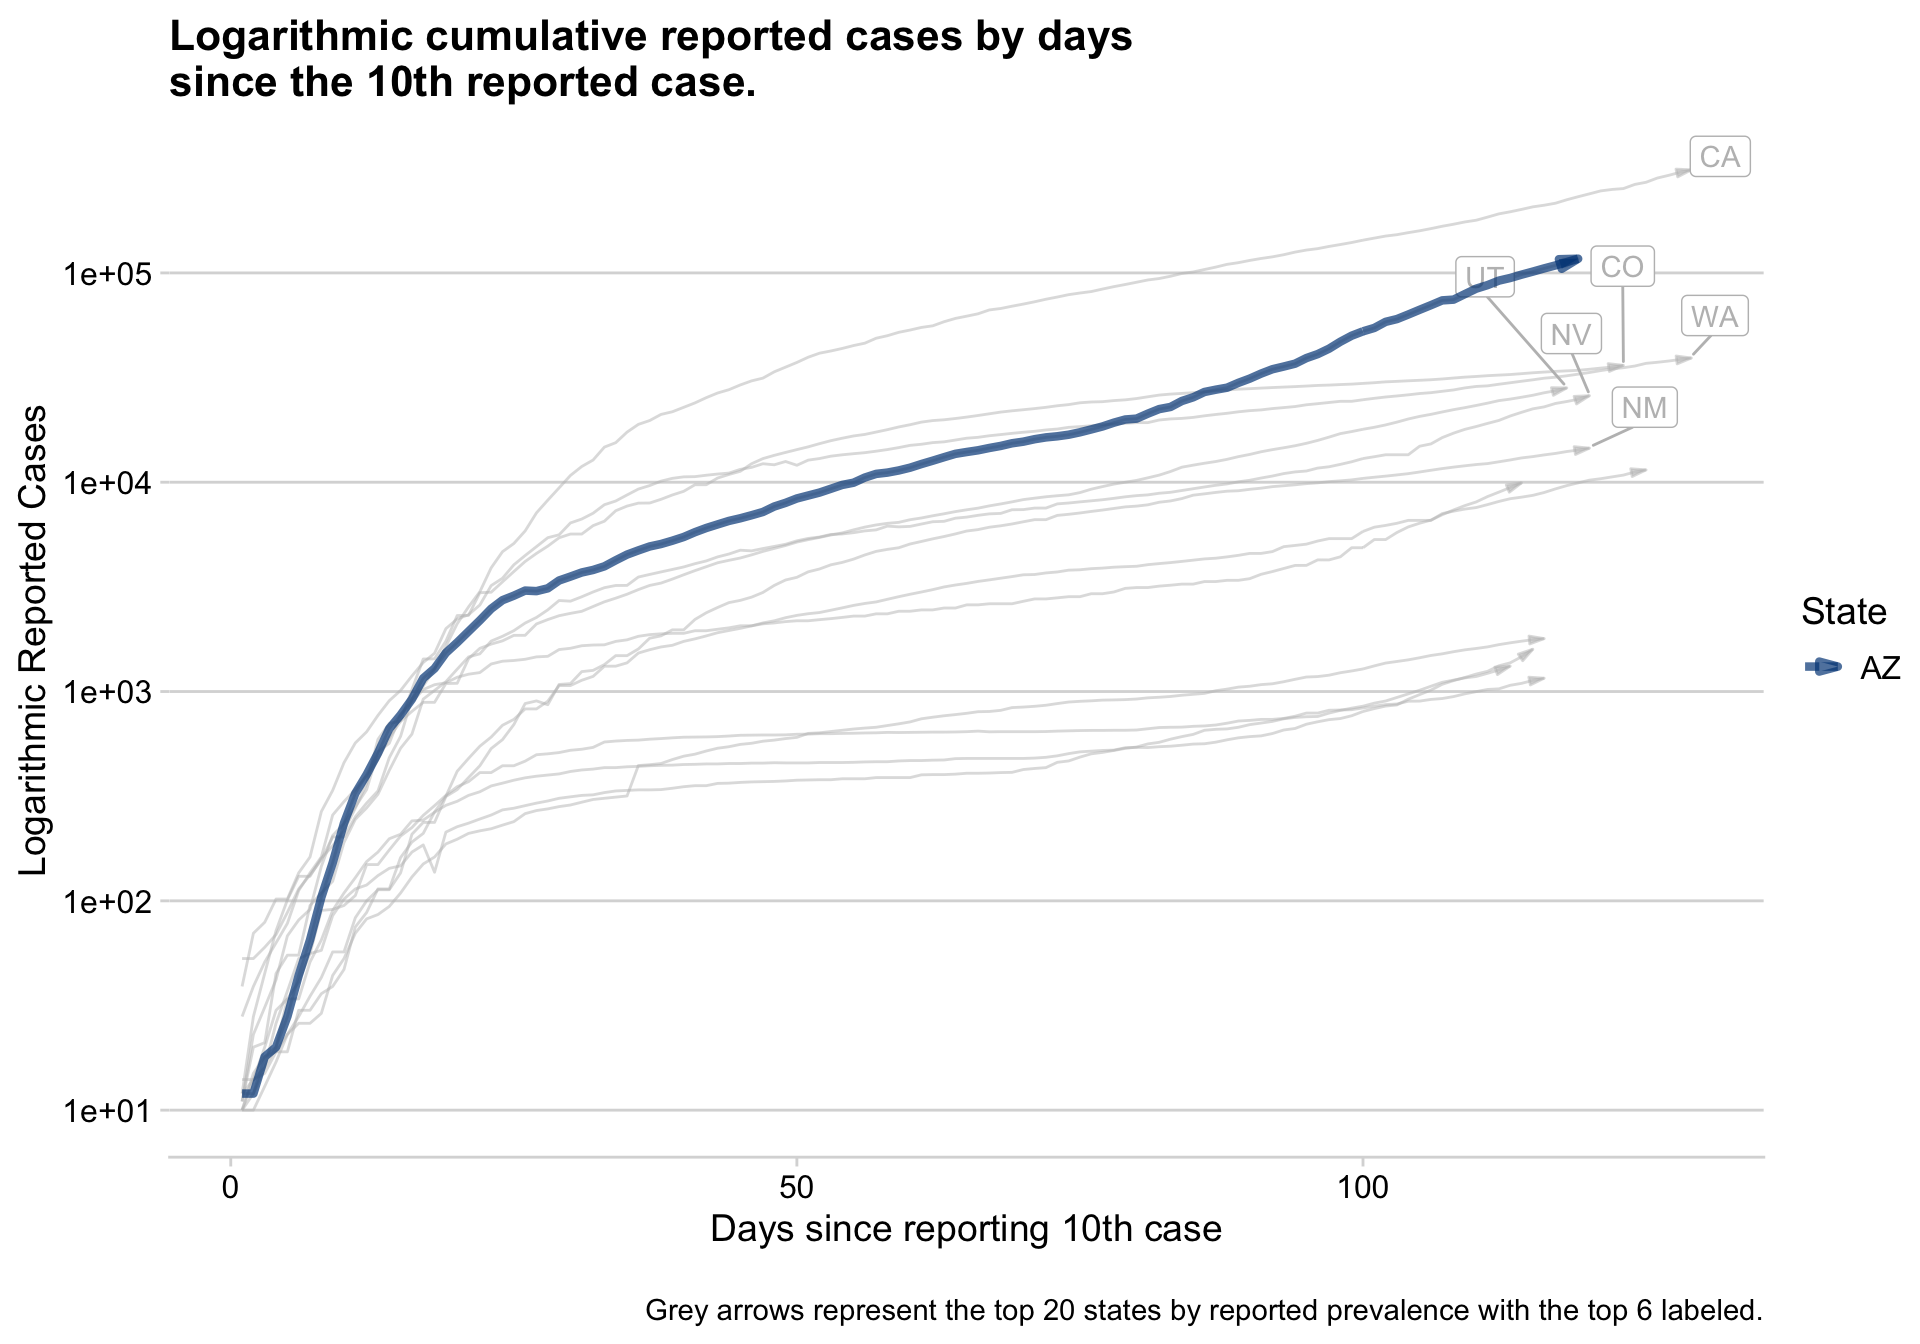 Logarithmic cumulative reported cases by days
since the 10th reported case.
CA
1e+05
UT
CO
WA
NV
NM
1e+04
1e+03
1e+02
1e+01
Logarithmic Reported Cases
State
AZ
0
50
100
Days since reporting 10th case
Grey arrows represent the top 20 states by reported prevalence with the top 6 labeled.